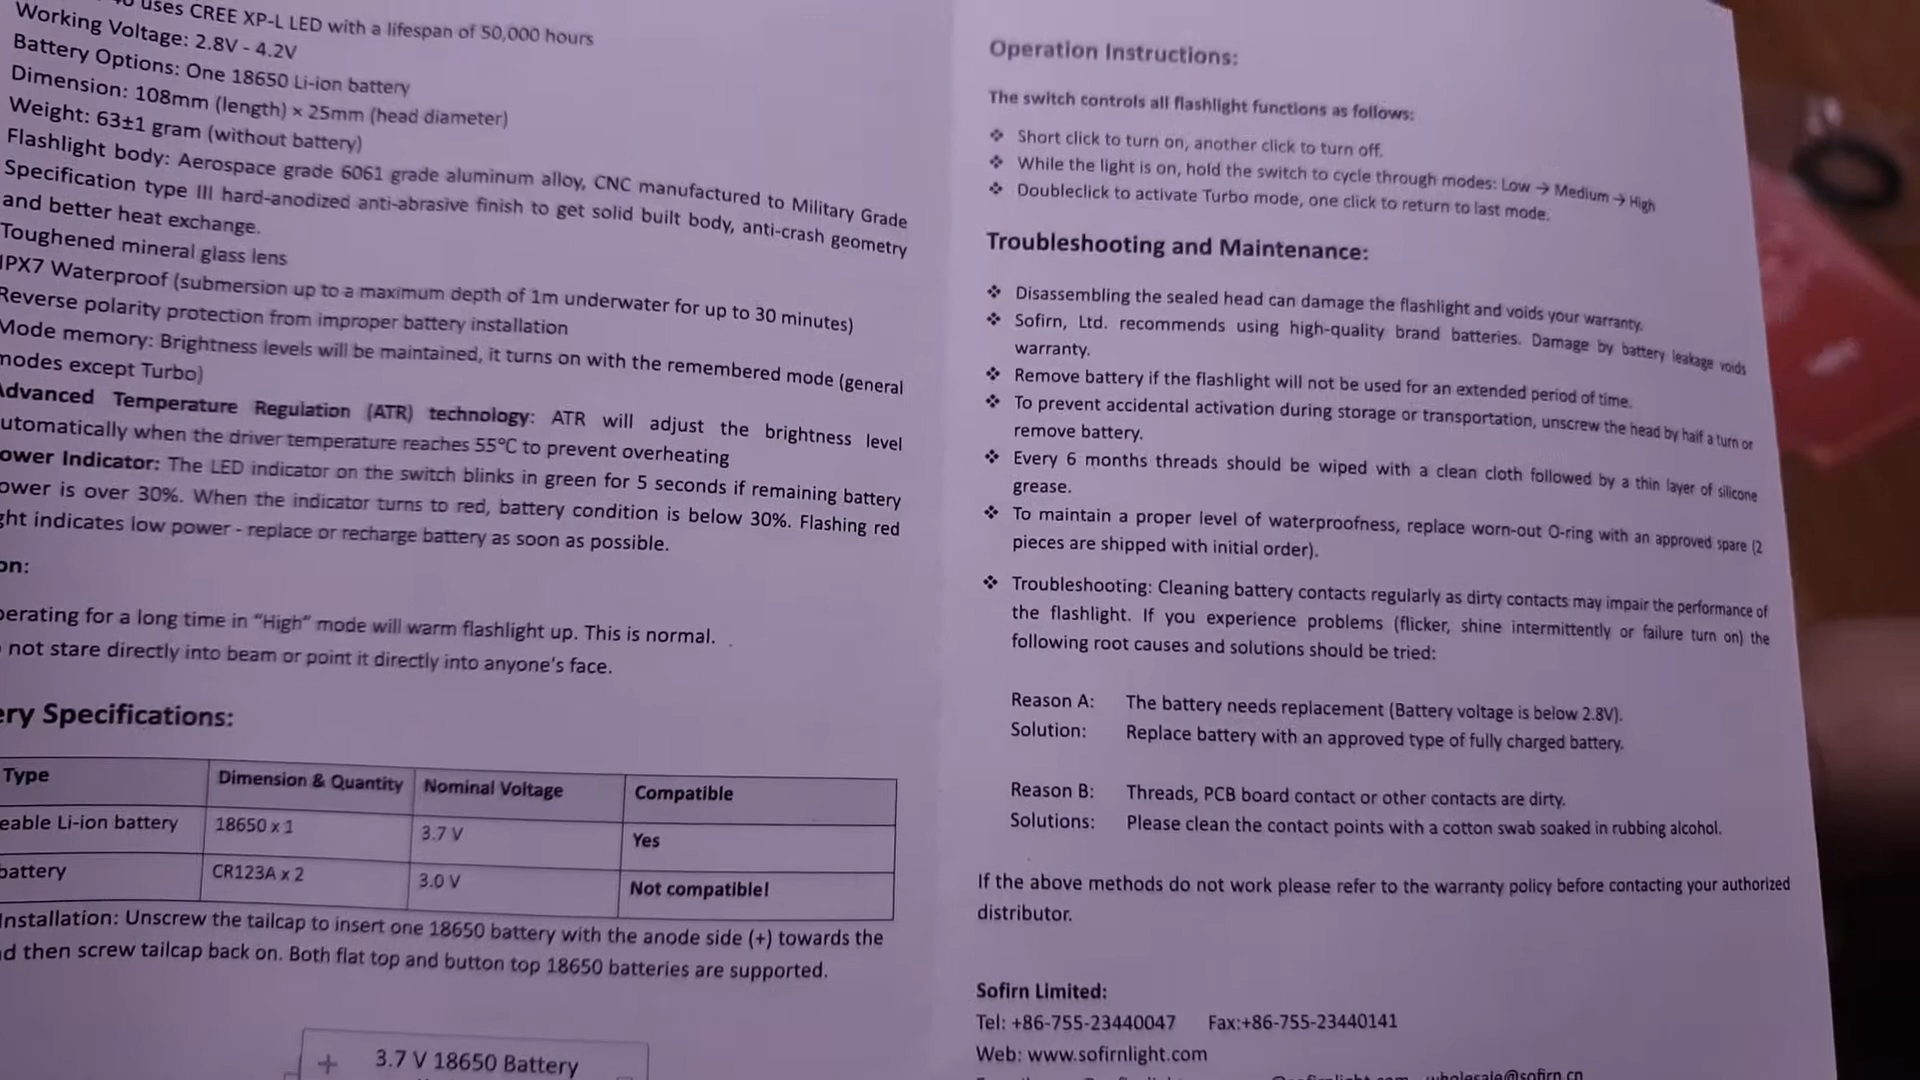 uses CREE XP-L LED with a lifespan of 50,000 hours
Working Voltage: 2.8V - 4.2V
Battery Options: One 18650 Li-ion battery
Dimension: 108mm (length) × 25mm (head diameter)
Weight: 63±1 gram (without battery)
Flashlight body: Aerospace grade 6061 grade aluminum alloy, CNC manufactured to Military Grade
Specification type III hard-anodized anti-abrasive finish to get solid built body, anti-crash geometry
and better heat exchange.
Toughened mineral glass lens
IPX7 Waterproof (submersion up to a maximum depth of 1m underwater for up to 30 minutes)
Reverse polarity protection from improper battery installation
Mode memory: Brightness levels will be maintained, it turns on with the remembered mode (general
modes except Turbo)
Advanced Temperature Regulation (ATR) technology: ATR will adjust the brightness level
utomatically when the driver temperature reaches 55°C to prevent overheating
ower Indicator: The LED indicator on the switch blinks in green for 5 seconds if remaining battery
ower is over 30%. When the indicator turns to red, battery condition is below 30%. Flashing red
ght indicates low power - replace or recharge battery as soon as possible.
on:
perating for a long time in “High” mode will warm flashlight up. This is normal.
not stare directly into beam or point it directly into anyone's face.
ery Specifications:
Type Dimension & Quantity Nominal Voltage Compatible
eable Li-ion battery 18650 x 1 3.7 V Yes
battery CR123A x 2 3.0 V Not compatible!
Installation: Unscrew the tailcap to insert one 18650 battery with the anode side (+) towards the
d then screw tailcap back on. Both flat top and button top 18650 batteries are supported.
+ 3.7 V 18650 Battery
Operation Instructions:
The switch controls all flashlight functions as follows:
❖ Short click to turn on, another click to turn off.
❖ While the light is on, hold the switch to cycle through modes: Low → Medium → High
❖ Doubleclick to activate Turbo mode, one click to return to last mode.
Troubleshooting and Maintenance:
❖ Disassembling the sealed head can damage the flashlight and voids your warranty.
❖ Sofirn, Ltd. recommends using high-quality brand batteries. Damage by battery leakage voids
warranty.
❖ Remove battery if the flashlight will not be used for an extended period of time.
❖ To prevent accidental activation during storage or transportation, unscrew the head by half a turn or
remove battery.
❖ Every 6 months threads should be wiped with a clean cloth followed by a thin layer of silicone
grease.
❖ To maintain a proper level of waterproofness, replace worn-out O-ring with an approved spare (2
pieces are shipped with initial order).
❖ Troubleshooting: Cleaning battery contacts regularly as dirty contacts may impair the performance of
the flashlight. If you experience problems (flicker, shine intermittently or failure turn on) the
following root causes and solutions should be tried:
Reason A: The battery needs replacement (Battery voltage is below 2.8V).
Solution: Replace battery with an approved type of fully charged battery.
Reason B: Threads, PCB board contact or other contacts are dirty.
Solutions: Please clean the contact points with a cotton swab soaked in rubbing alcohol.
If the above methods do not work please refer to the warranty policy before contacting your authorized
distributor.
Sofirn Limited:
Tel: +86-755-23440047 Fax:+86-755-23440141
Web: www.sofirnlight.com
wholesale@sofirn.cn